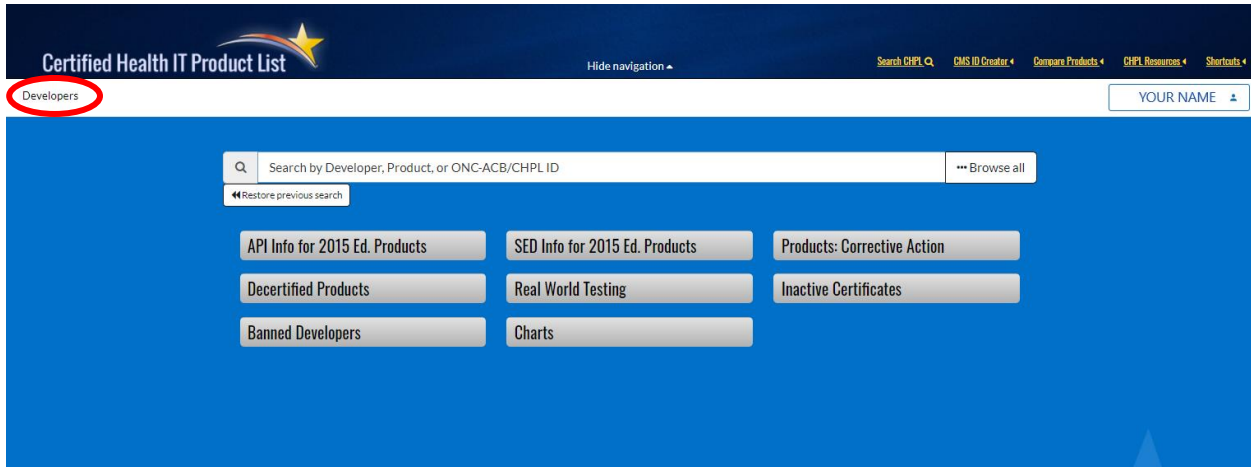 Certified Health IT Product List
Hide navigation
Search CHPL
CMS ID Creator
Compare Products
CHPL Resources
Shortcuts
Developers
YOUR NAME
Search by Developer, Product, or ONC-ACB/CHPL ID
••• Browse all
Restore previous search
API Info for 2015 Ed. Products
SED Info for 2015 Ed. Products
Products: Corrective Action
Decertified Products
Real World Testing
Inactive Certificates
Banned Developers
Charts